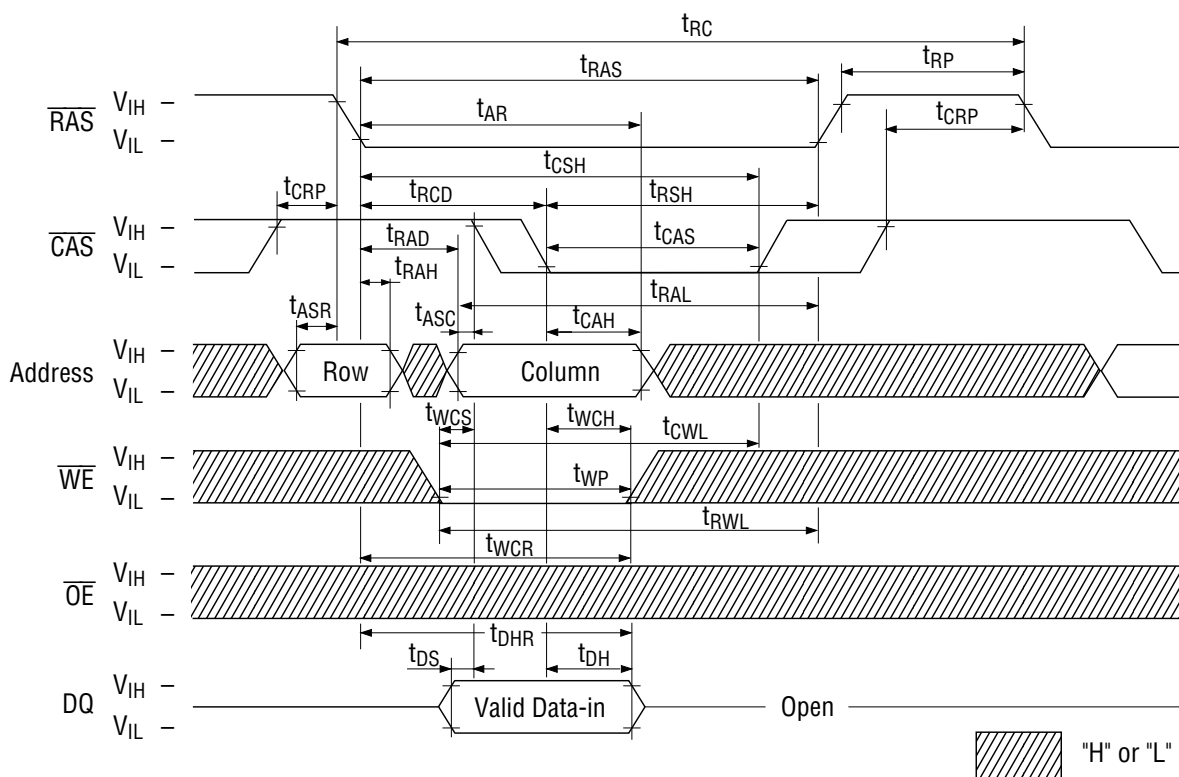 tRC
tRP
tRAS
RAS VIH –
VIL –
tAR
tCRP
tCSH
tCRP
tRCD
tRSH
CAS VIH –
VIL –
tRAD
tCAS
tRAH
tRAL
tASR
tASC
tCAH
Address VIH –
VIL –
Row
Column
tWCS
tWCH
tCWL
WE VIH –
VIL –
tWP
tRWL
tWCR
OE VIH –
VIL –
tDHR
tDS
tDH
DQ VIH –
VIL –
Valid Data-in
Open
"H" or "L"